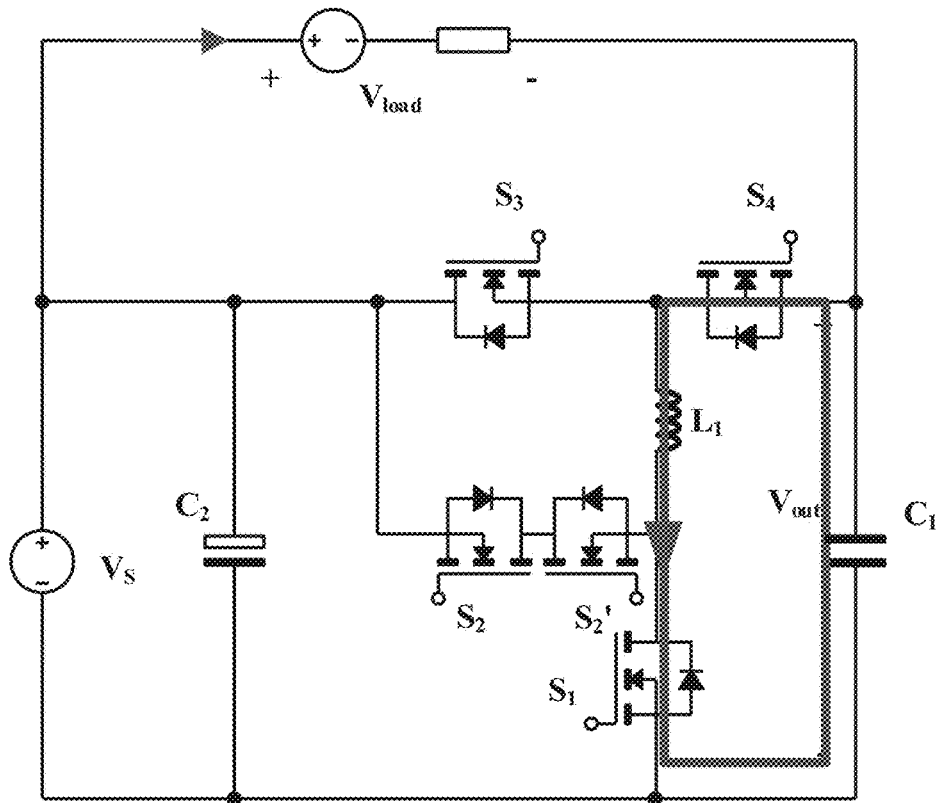 + -
+ -
V_load
S_3
S_4
L_1
C_2
V_out
C_1
+
-
V_S
S_2
S_2'
S_1